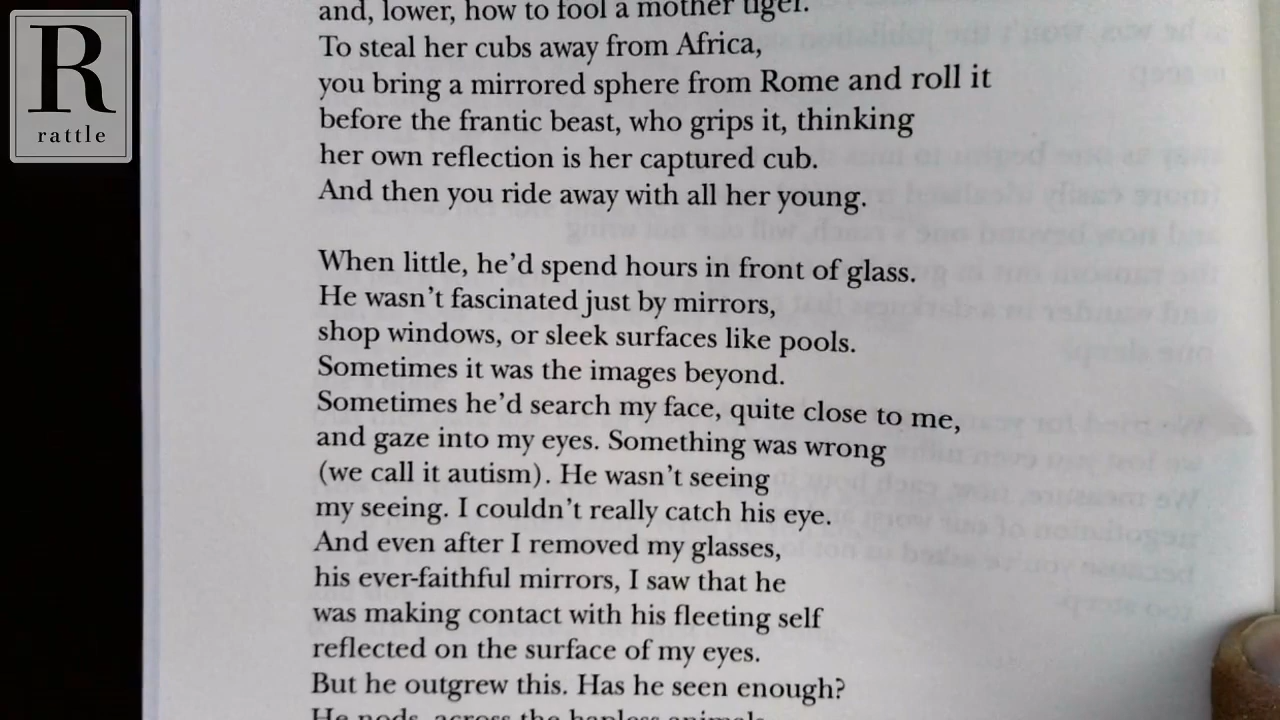 R
rattle
and, lower, how to fool a mother tiger.
To steal her cubs away from Africa,
you bring a mirrored sphere from Rome and roll it
before the frantic beast, who grips it, thinking
her own reflection is her captured cub.
And then you ride away with all her young.
When little, he'd spend hours in front of glass.
He wasn't fascinated just by mirrors,
shop windows, or sleek surfaces like pools.
Sometimes it was the images beyond.
Sometimes he'd search my face, quite close to me,
and gaze into my eyes. Something was wrong
(we call it autism). He wasn't seeing
my seeing. I couldn't really catch his eye.
And even after I removed my glasses,
his ever-faithful mirrors, I saw that he
was making contact with his fleeting self
reflected on the surface of my eyes.
But he outgrew this. Has he seen enough?
He nods, across the hapless animals